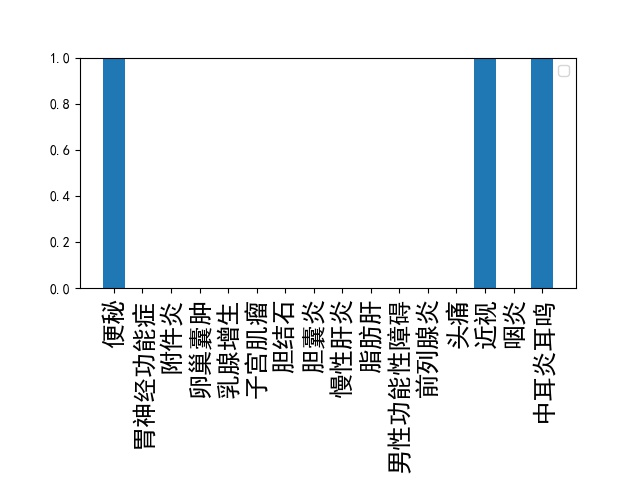 1.0
0.8
0.6
0.4
0.2
0.0
便秘
胃神经功能症
附件炎
卵巢囊肿
乳腺增生
子宫肌瘤
胆结石
胆囊炎
慢性肝炎
脂肪肝
男性功能性障碍
前列腺炎
头痛
近视
咽炎
中耳炎耳鸣